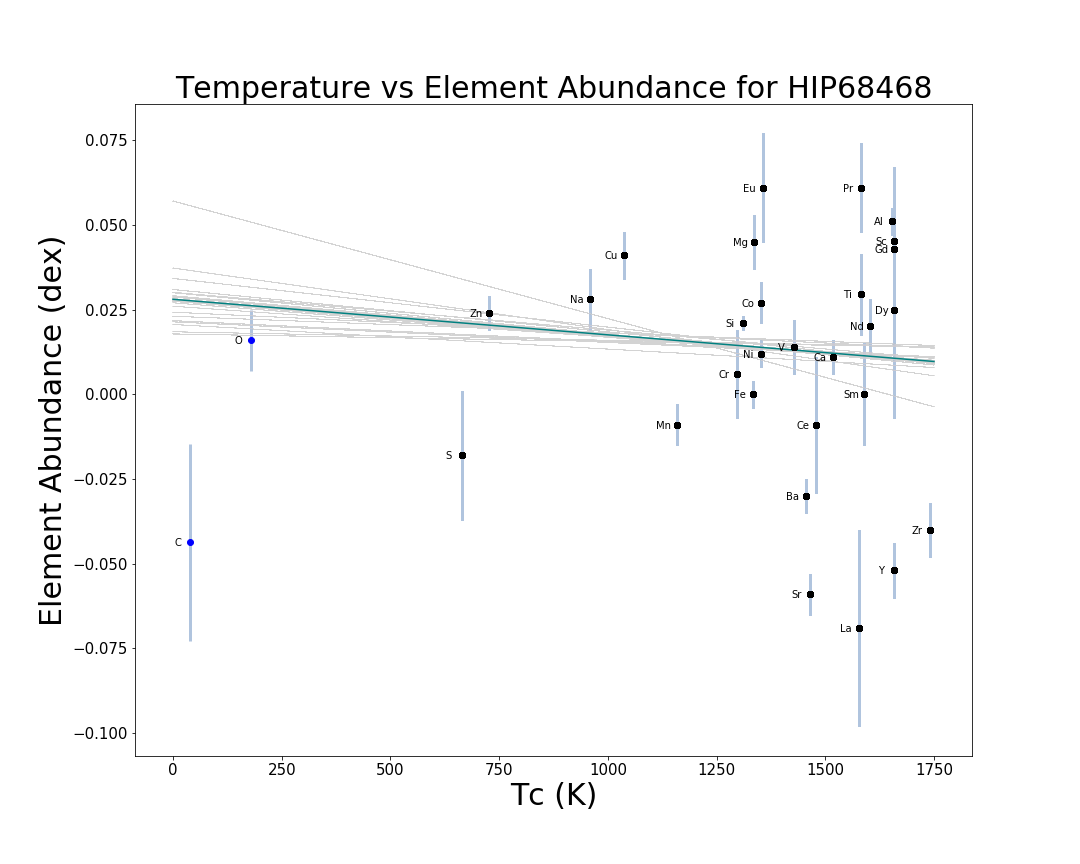 Temperature vs Element Abundance for HIP68468
Element Abundance (dex)
0.075
0.050
0.025
0.000
−0.025
−0.050
−0.075
−0.100
Eu
Pr
Al
Sc
Gd
Mg
Cu
Na
Co
Ti
Zn
Dy
Si
Nd
O
V
Ni
Ca
Cr
Fe
Sm
Mn
Ce
S
Ba
Zr
C
Y
Sr
La
0
250
500
750
1000
1250
1500
1750
Tc (K)